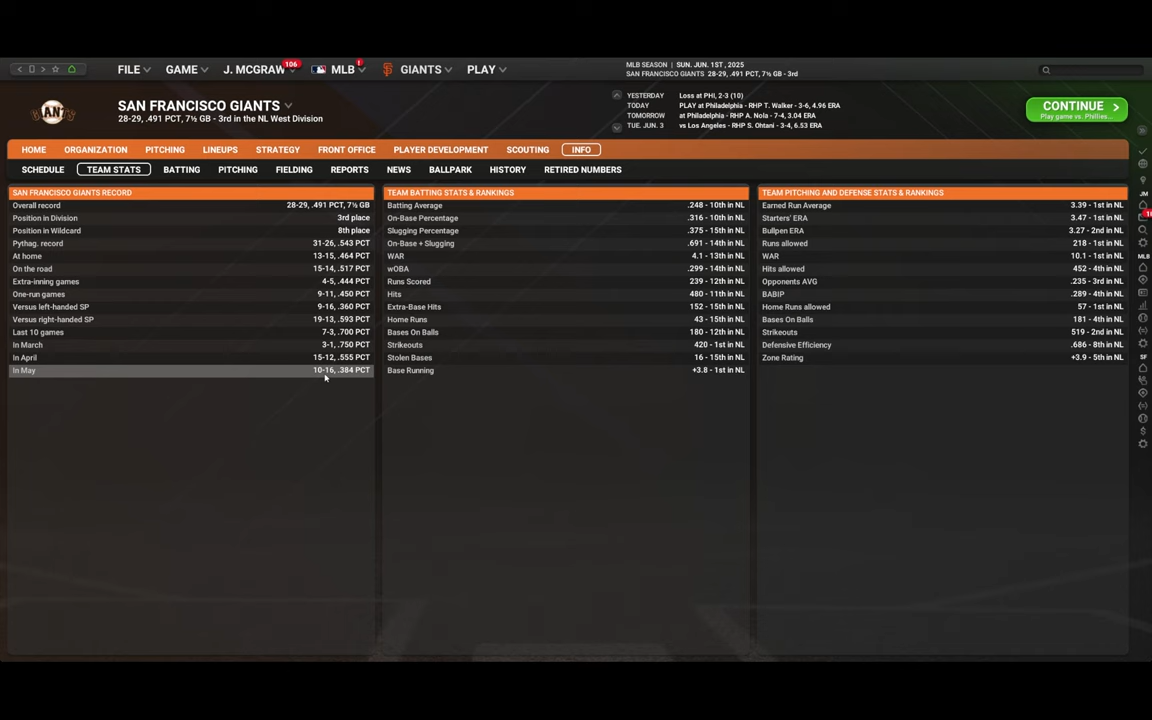 FILE GAME J. MCGRAW 106 MLB ! GIANTS PLAY
MLB SEASON | SUN. JUN. 1ST, 2025
SAN FRANCISCO GIANTS 28-29, .491 PCT, 7½ GB - 3rd
SAN FRANCISCO GIANTS
28-29, .491 PCT, 7½ GB - 3rd in the NL West Division
YESTERDAY Loss at PHI, 2-3 (10)
TODAY PLAY at Philadelphia - RHP T. Walker - 3-6, 4.96 ERA
TOMORROW at Philadelphia - RHP A. Nola - 7-4, 3.04 ERA
TUE. JUN. 3 vs Los Angeles - RHP S. Ohtani - 3-4, 6.53 ERA
CONTINUE >
Play game vs. Phillies...
HOME ORGANIZATION PITCHING LINEUPS STRATEGY FRONT OFFICE PLAYER DEVELOPMENT SCOUTING INFO
SCHEDULE TEAM STATS BATTING PITCHING FIELDING REPORTS NEWS BALLPARK HISTORY RETIRED NUMBERS
SAN FRANCISCO GIANTS RECORD
Overall record 28-29, .491 PCT, 7½ GB
Position in Division 3rd place
Position in Wildcard 8th place
Pythag. record 31-26, .543 PCT
At home 13-15, .464 PCT
On the road 15-14, .517 PCT
Extra-inning games 4-5, .444 PCT
One-run games 9-11, .450 PCT
Versus left-handed SP 9-16, .360 PCT
Versus right-handed SP 19-13, .593 PCT
Last 10 games 7-3, .700 PCT
In March 3-1, .750 PCT
In April 15-12, .555 PCT
In May 10-16, .384 PCT
TEAM BATTING STATS & RANKINGS
Batting Average .248 - 10th in NL
On-Base Percentage .316 - 10th in NL
Slugging Percentage .375 - 15th in NL
On-Base + Slugging .691 - 14th in NL
WAR 4.1 - 13th in NL
wOBA .299 - 14th in NL
Runs Scored 239 - 12th in NL
Hits 480 - 11th in NL
Extra-Base Hits 152 - 15th in NL
Home Runs 43 - 15th in NL
Bases On Balls 180 - 12th in NL
Strikeouts 420 - 1st in NL
Stolen Bases 16 - 15th in NL
Base Running +3.8 - 1st in NL
TEAM PITCHING AND DEFENSE STATS & RANKINGS
Earned Run Average 3.39 - 1st in NL
Starters' ERA 3.47 - 1st in NL
Bullpen ERA 3.27 - 2nd in NL
Runs allowed 218 - 1st in NL
WAR 10.1 - 1st in NL
Hits allowed 452 - 4th in NL
Opponents AVG .235 - 3rd in NL
BABIP .289 - 4th in NL
Home Runs allowed 57 - 1st in NL
Bases On Balls 181 - 4th in NL
Strikeouts 519 - 2nd in NL
Defensive Efficiency .686 - 8th in NL
Zone Rating +3.9 - 5th in NL
JM
MLB
SF